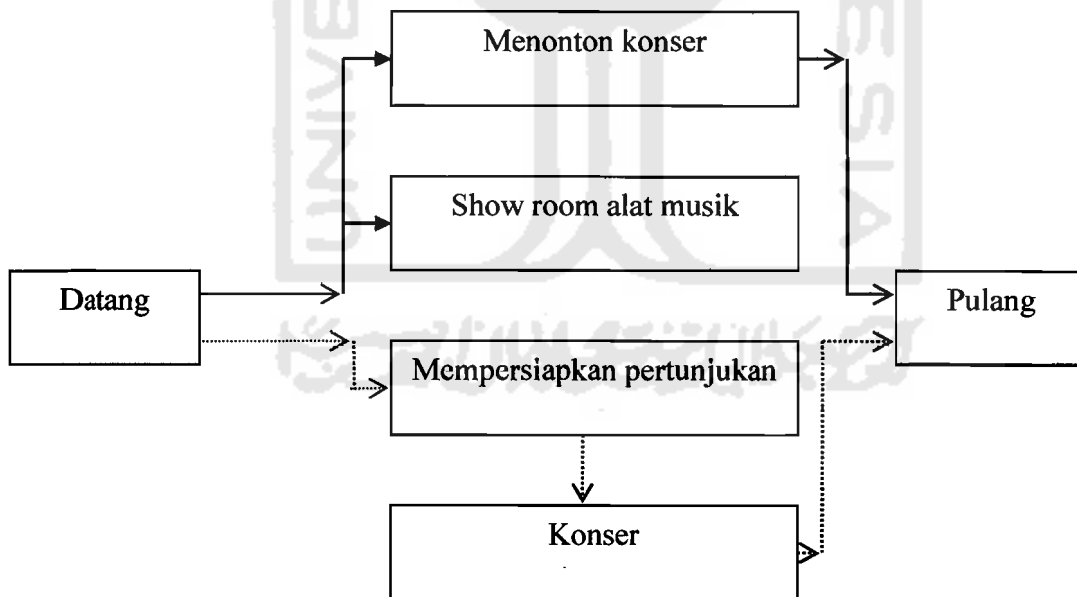 Menonton konser
Show room alat musik
Datang
Pulang
Mempersiapkan pertunjukan
Konser